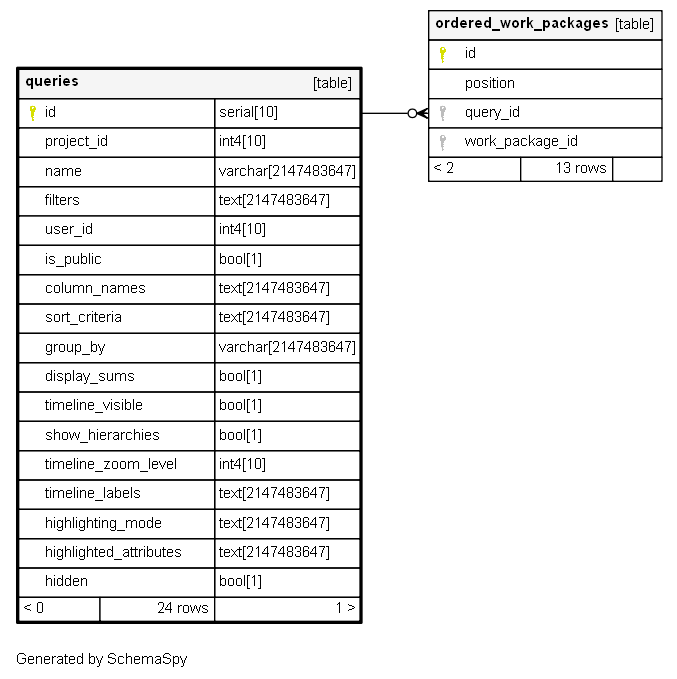 ordered_work_packages [table]
id
position
query_id
work_package_id
< 2 13 rows
queries [table]
id serial[10]
project_id int4[10]
name varchar[2147483647]
filters text[2147483647]
user_id int4[10]
is_public bool[1]
column_names text[2147483647]
sort_criteria text[2147483647]
group_by varchar[2147483647]
display_sums bool[1]
timeline_visible bool[1]
show_hierarchies bool[1]
timeline_zoom_level int4[10]
timeline_labels text[2147483647]
highlighting_mode text[2147483647]
highlighted_attributes text[2147483647]
hidden bool[1]
< 0 24 rows 1 >
Generated by SchemaSpy